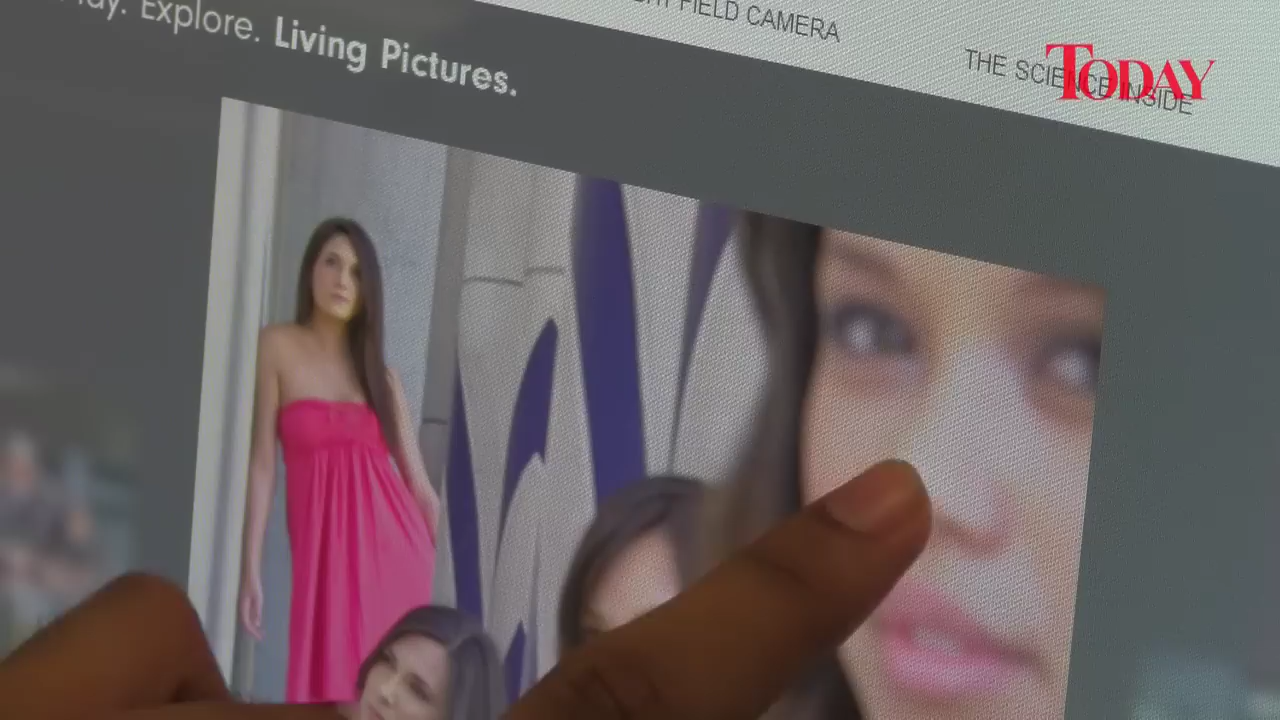 Explore. Living Pictures.
FIELD CAMERA
THE SCIENCE INSIDE
TODAY